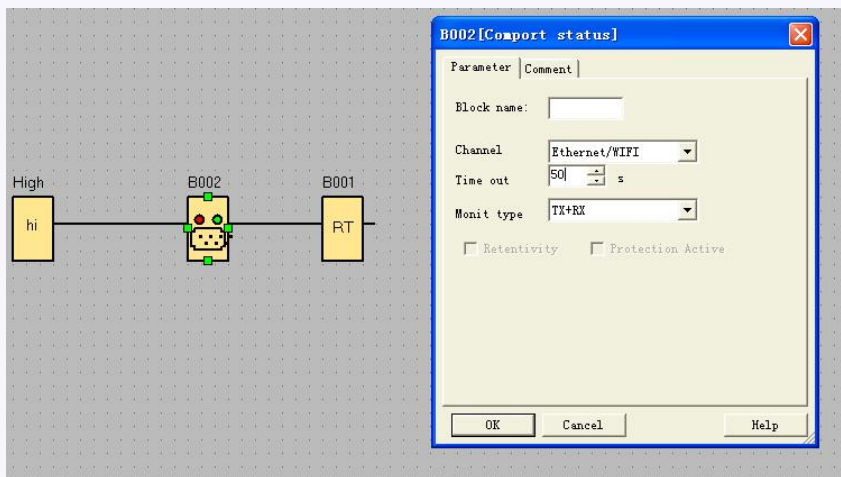 B002[Comport status]
Parameter
Comment
Block name:
Channel
Ethernet/WIFI
Time out
50
s
Monit type
TX+RX
Retentivity
Protection Active
High
B002
B001
hi
RT
OK
Cancel
Help